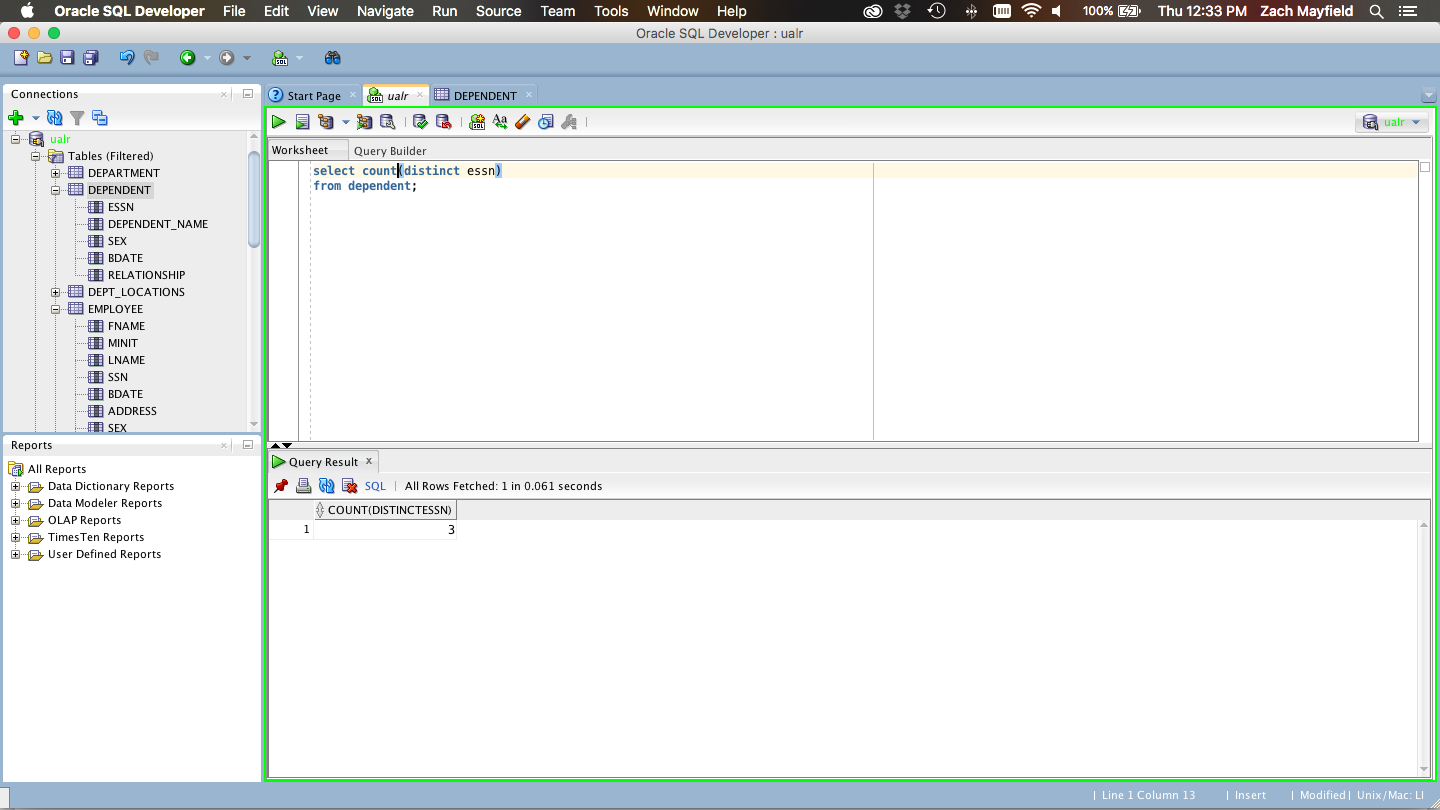 Oracle SQL Developer File Edit View Navigate Run Source Team Tools Window Help 100% Thu 12:33 PM Zach Mayfield
Oracle SQL Developer : ualr
Connections
ualr
Tables (Filtered)
DEPARTMENT
DEPENDENT
ESSN
DEPENDENT_NAME
SEX
BDATE
RELATIONSHIP
DEPT_LOCATIONS
EMPLOYEE
FNAME
MINIT
LNAME
SSN
BDATE
ADDRESS
SEX
Reports
All Reports
Data Dictionary Reports
Data Modeler Reports
OLAP Reports
TimesTen Reports
User Defined Reports
Start Page ualr DEPENDENT
ualr
Worksheet Query Builder
select count(distinct essn)
from dependent;
Query Result
SQL | All Rows Fetched: 1 in 0.061 seconds
COUNT(DISTINCTESSN)
1 3
| Line 1 Column 13 | Insert | Modified | Unix/Mac: LI